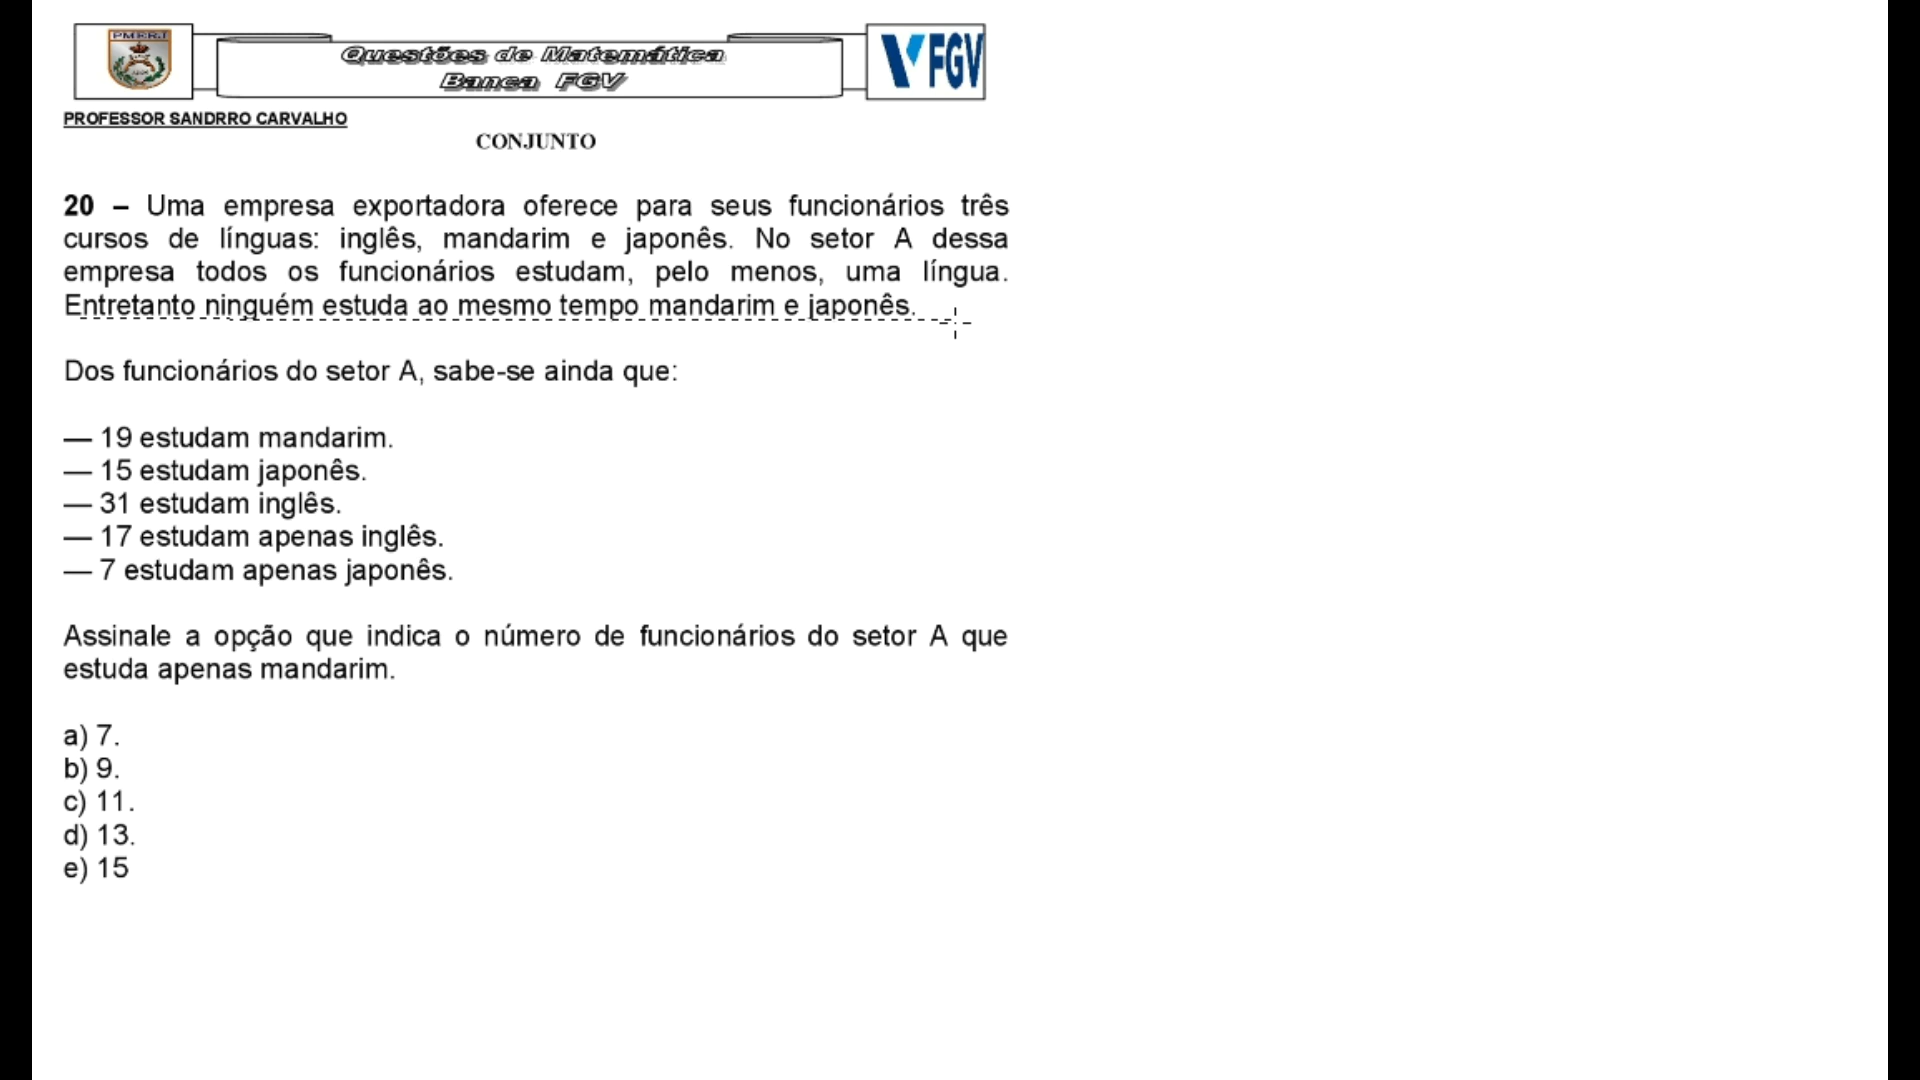 PMERJ
Questões de Matemática
Banca FGV
FGV
PROFESSOR SANDRRO CARVALHO
CONJUNTO
20 – Uma empresa exportadora oferece para seus funcionários três
cursos de línguas: inglês, mandarim e japonês. No setor A dessa
empresa todos os funcionários estudam, pelo menos, uma língua.
Entretanto ninguém estuda ao mesmo tempo mandarim e japonês.
Dos funcionários do setor A, sabe-se ainda que:
— 19 estudam mandarim.
— 15 estudam japonês.
— 31 estudam inglês.
— 17 estudam apenas inglês.
— 7 estudam apenas japonês.
Assinale a opção que indica o número de funcionários do setor A que
estuda apenas mandarim.
a) 7.
b) 9.
c) 11.
d) 13.
e) 15